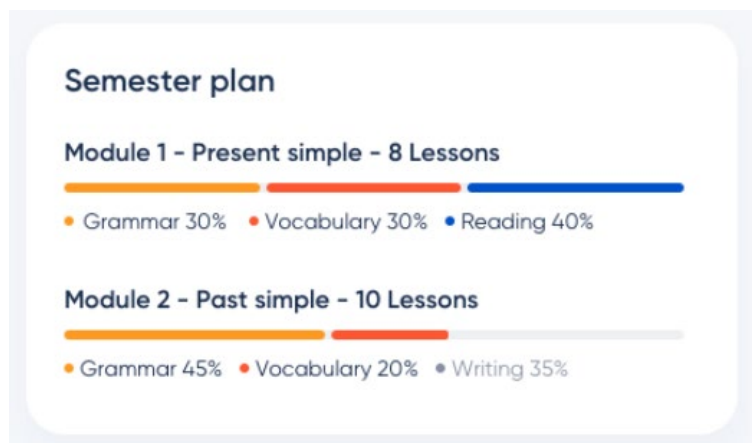 Semester plan
Module 1 - Present simple - 8 Lessons
Grammar 30% Vocabulary 30% Reading 40%
Module 2 - Past simple - 10 Lessons
Grammar 45% Vocabulary 20% Writing 35%